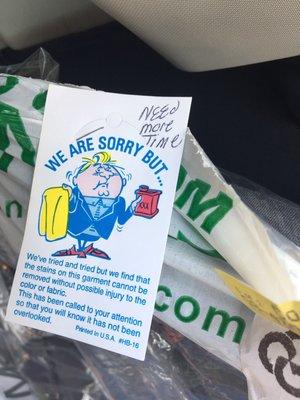 NEED
more
TIME
WE ARE SORRY BUT...
XXX
We've tried and tried but we find that
the stains on this garment cannot be
removed without possible injury to the
color or fabric.
This has been called to your attention
so that you will know it has not been
overlooked.
Printed in U.S.A. #HB-16
.com